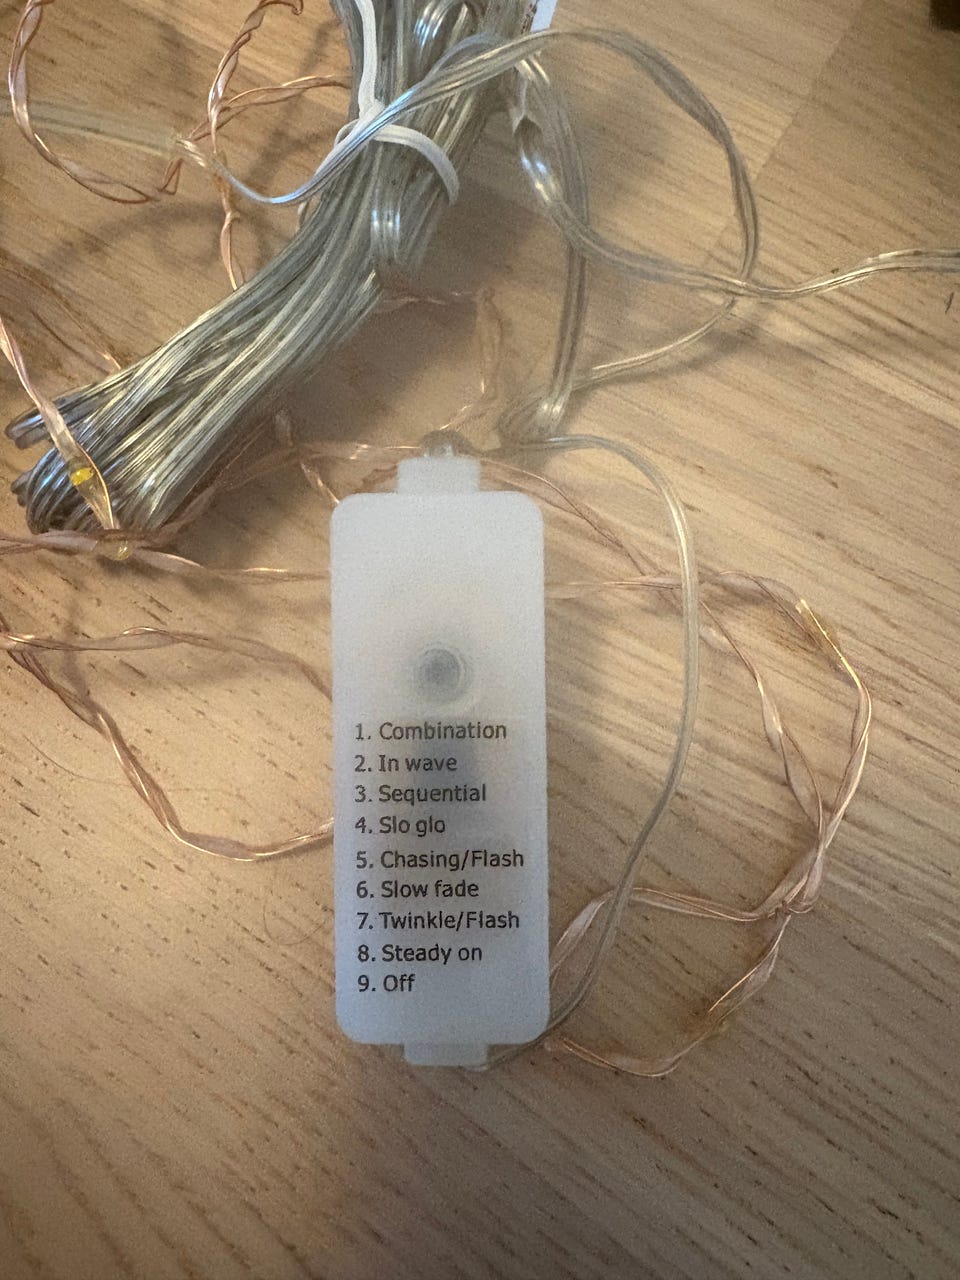 1. Combination
2. In wave
3. Sequential
4. Slo glo
5. Chasing/Flash
6. Slow fade
7. Twinkle/Flash
8. Steady on
9. Off